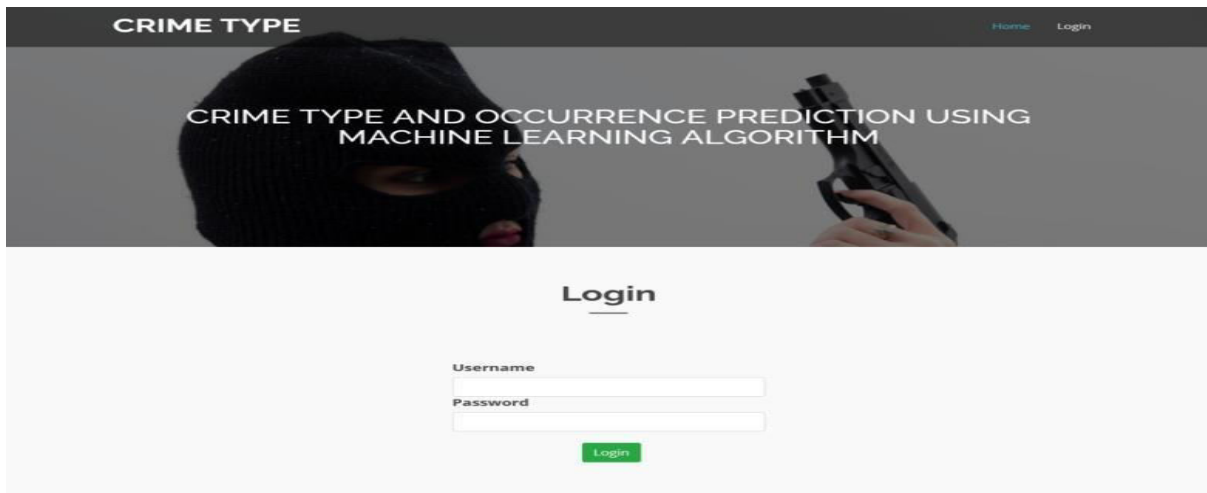 CRIME TYPE
Home Login
CRIME TYPE AND OCCURRENCE PREDICTION USING
MACHINE LEARNING ALGORITHM
Login
Username
Password
Login